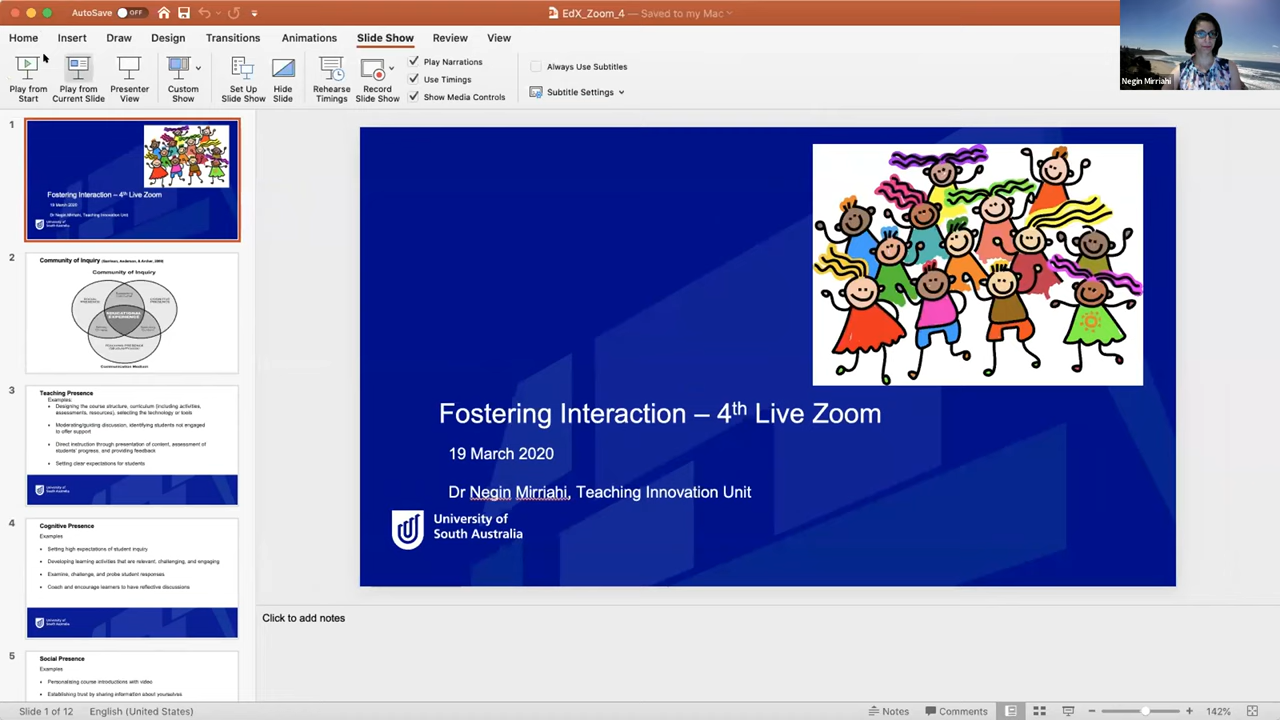 AutoSave OFF
EdX_Zoom_4 — Saved to my Mac
Home Insert Draw Design Transitions Animations Slide Show Review View
Play from Start
Play from Current Slide
Presenter View
Custom Show
Set Up Slide Show
Hide Slide
Rehearse Timings
Record Slide Show
Play Narrations
Use Timings
Show Media Controls
Always Use Subtitles
Subtitle Settings
Negin Mirriahi
1
Fostering Interaction – 4th Live Zoom
19 March 2020
Dr Negin Mirriahi, Teaching Innovation Unit
University of
South Australia
2
Community of Inquiry
Community of Inquiry
SOCIAL PRESENCE
COGNITIVE PRESENCE
EDUCATIONAL EXPERIENCE
Communication Medium
3
Teaching Presence
Examples:
• Designing the course structure, curriculum (including activities,
assessments, resources), selecting the technology or tools
• Moderating/guiding discussion, identifying students not engaged
to offer support
• Direct instruction through presentation of content, assessment of
students' progress, and providing feedback
• Setting clear expectations for students
University of
South Australia
4
Cognitive Presence
Examples
• Setting high expectations of student inquiry
• Developing learning activities that are relevant, challenging, and engaging
• Examine, challenge, and probe student responses
• Coach and encourage learners to have reflective discussions
University of
South Australia
5
Social Presence
Examples
• Personalising course introductions with video
• Establishing trust by sharing information about yourselves
Fostering Interaction – 4th Live Zoom
19 March 2020
Dr Negin Mirriahi, Teaching Innovation Unit
University of
South Australia
Click to add notes
Slide 1 of 12 English (United States)
Notes Comments 142%